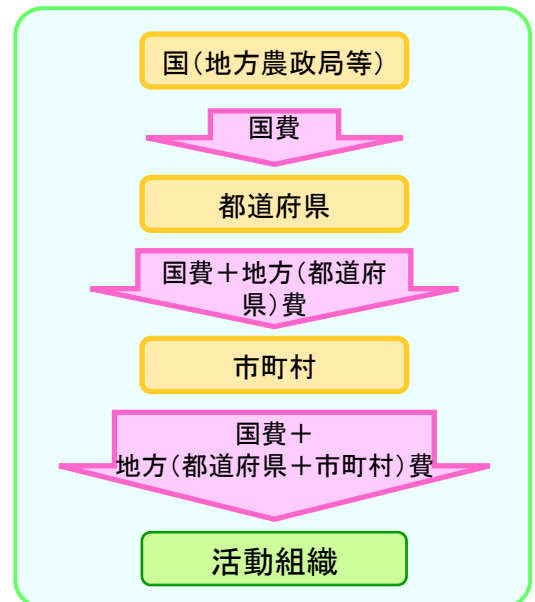 国(地方農政局等)
国費
都道府県
国費+地方(都道府
県)費
市町村
国費+
地方(都道府県+市町村)費
活動組織